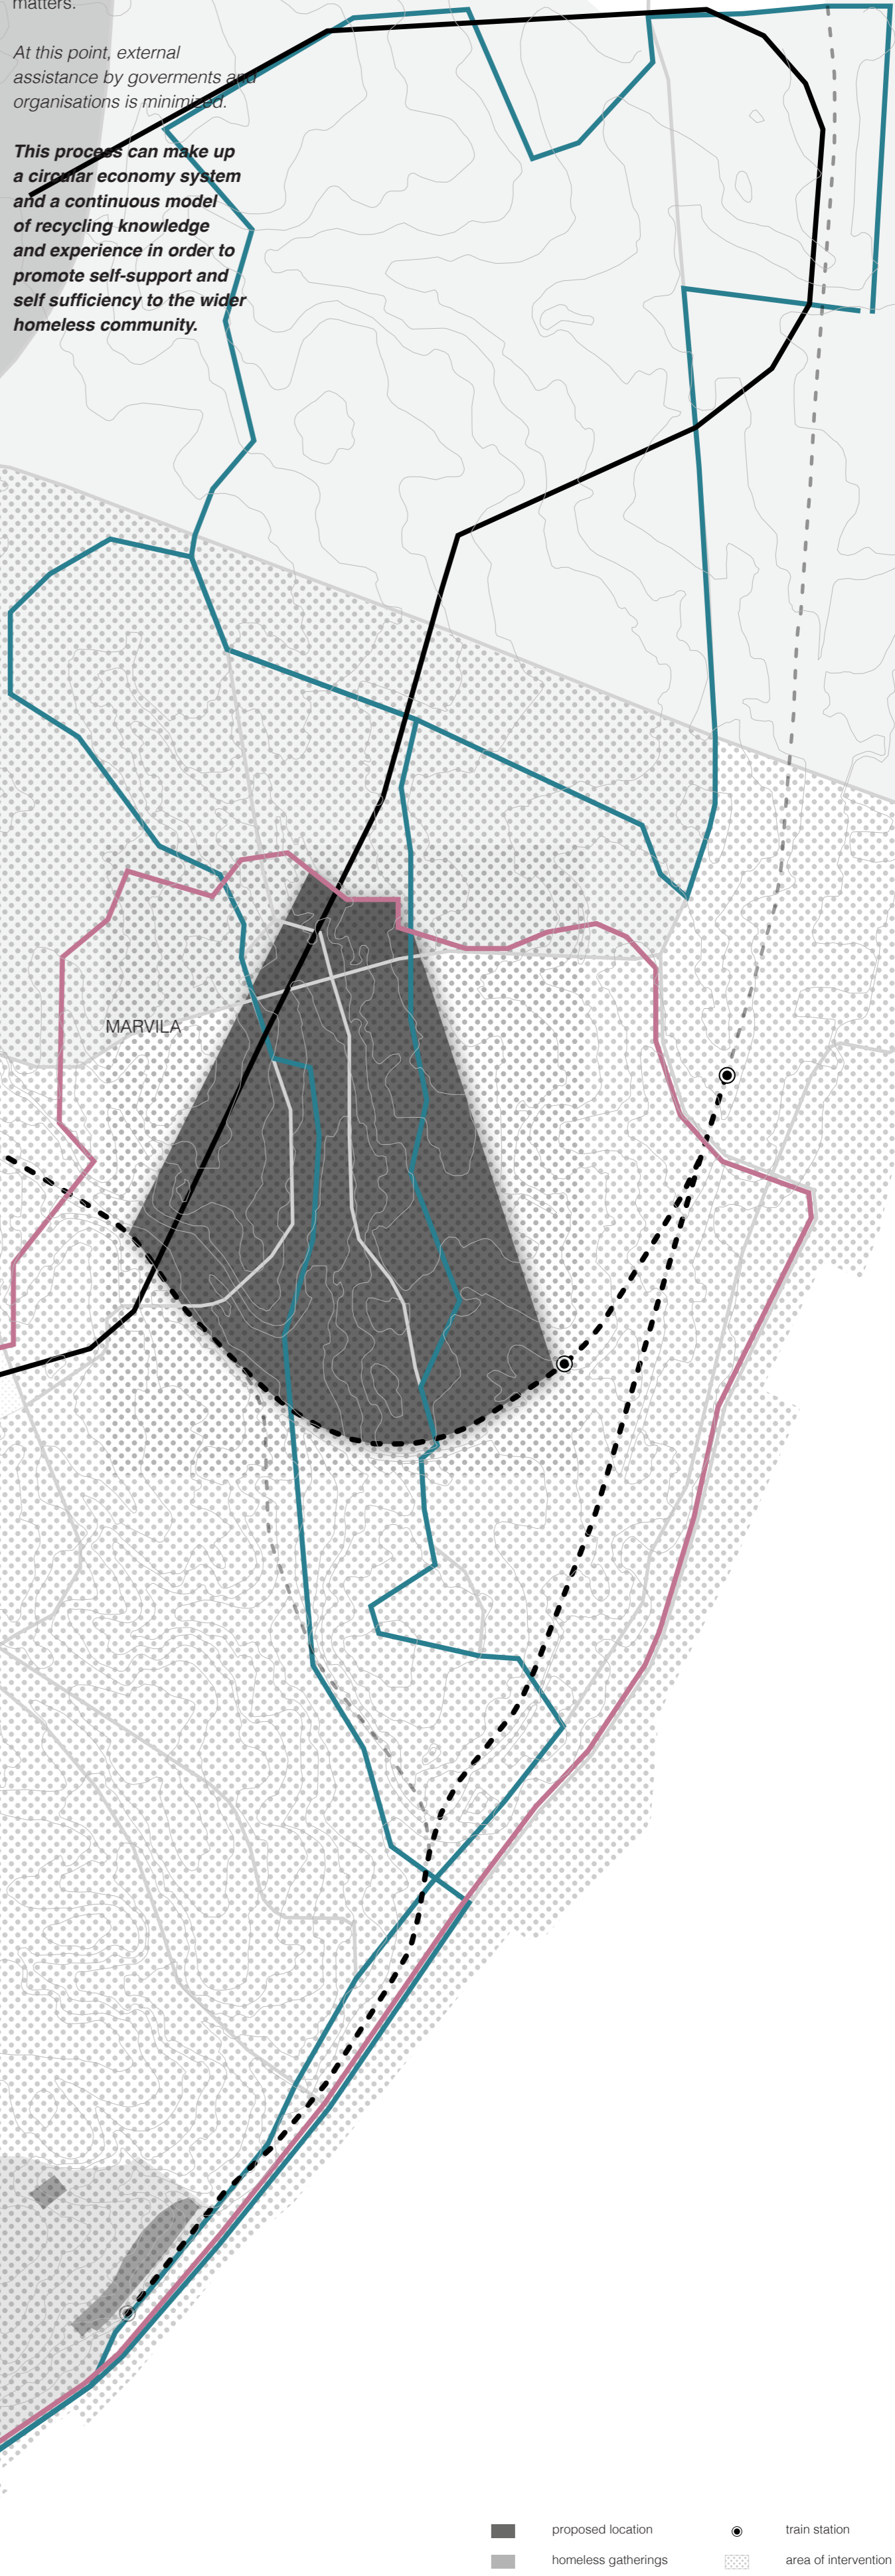 matters.
At this point, external
assistance by goverments and
organisations is minimized.
This process can make up
a circular economy system
and a continuous model
of recycling knowledge
and experience in order to
promote self-support and
self sufficiency to the wider
homeless community.
MARVILA
proposed location
train station
homeless gatherings
area of intervention